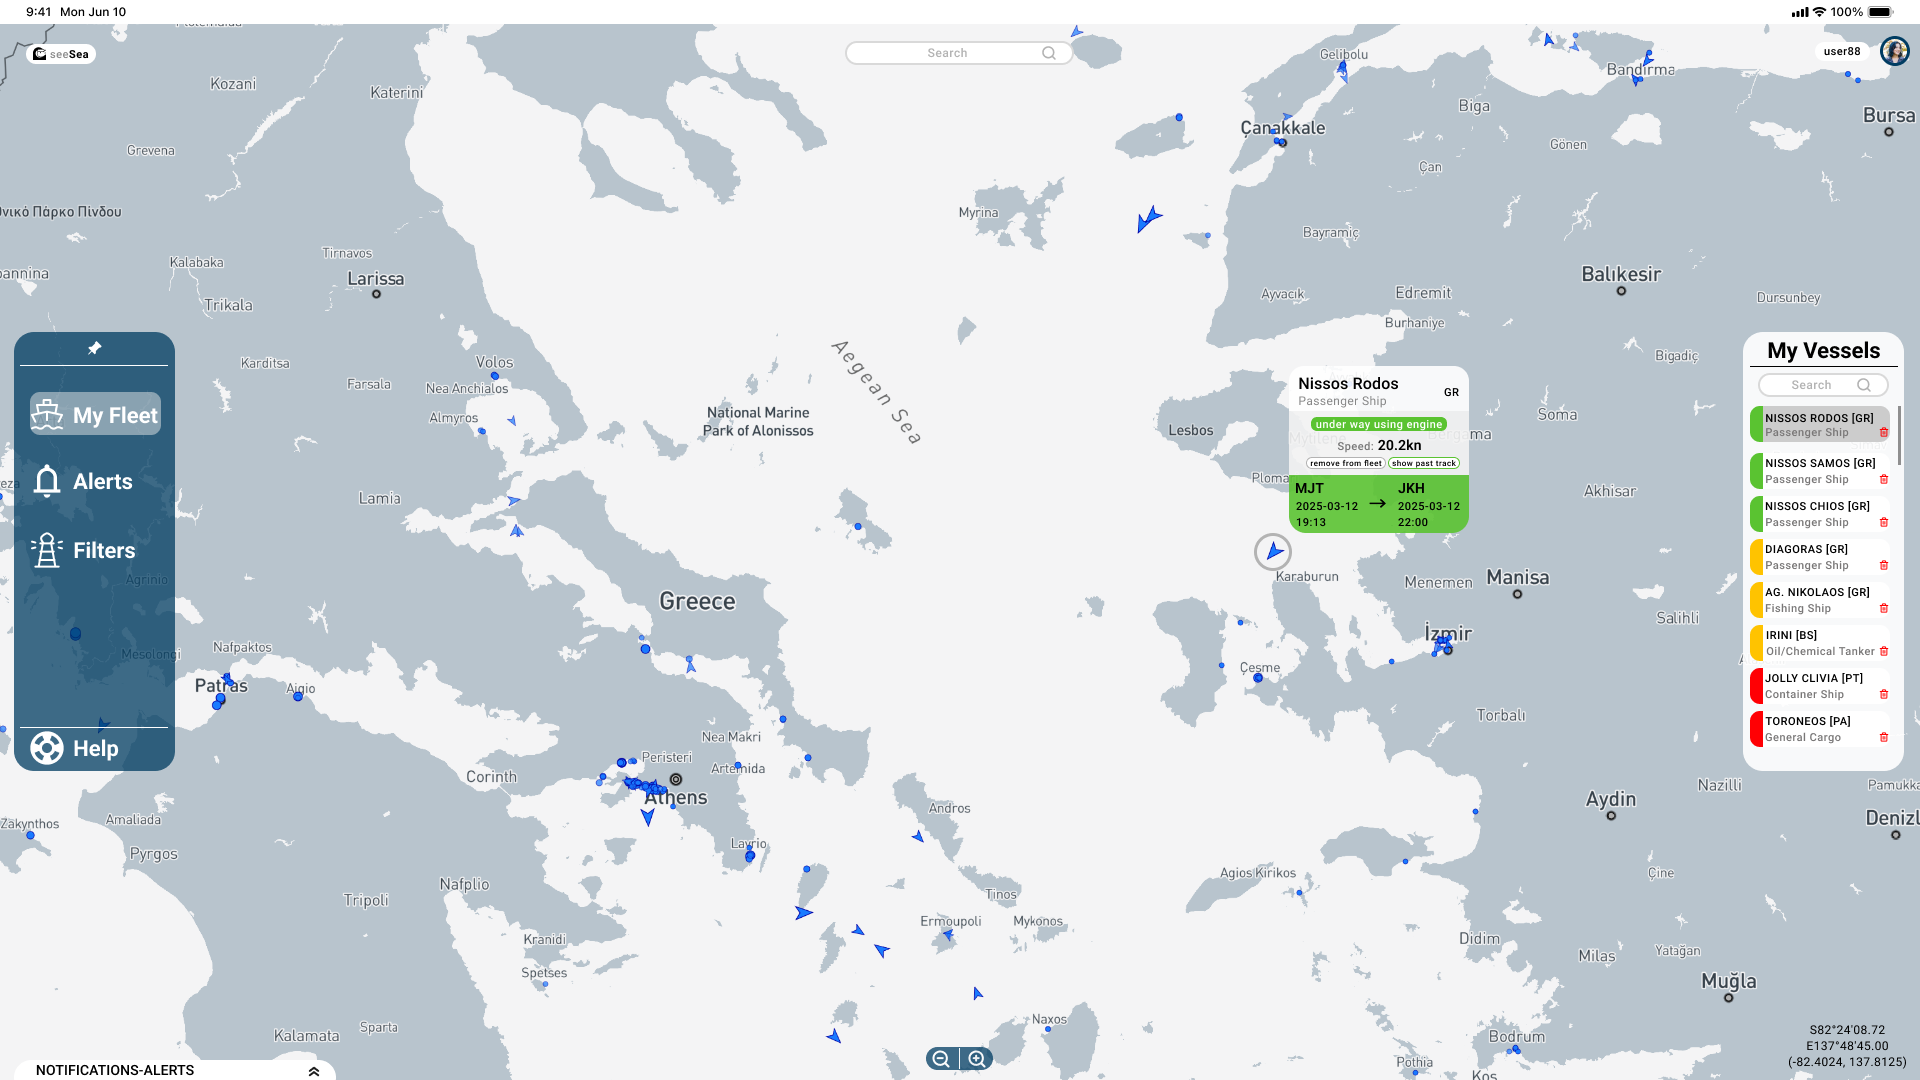 9:41 Mon Jun 10
100%
seeSea
Search
user88
Gelibolu
Bandırma
Kozani
Katerini
Biga
Bursa
Çanakkale
Grevena
Gönen
Çan
Myrina
Bayramiç
Tirnavos
Kalabaka
Larissa
Balıkesir
Trikala
Ayvacık
Edremit
Dursunbey
Burhaniye
Aegean Sea
My Fleet
Alerts
Filters
Help
Karditsa
Volos
Farsala
Nea Anchialos
Almyros
National Marine
Park of Alonissos
Lesbos
Bigadiç
Soma
Lamia
Akhisar
Nissos Rodos
Passenger Ship
GR
under way using engine
Speed: 20.2kn
remove from fleet
show past track
MJT
2025-03-12
19:13
JKH
2025-03-12
22:00
My Vessels
Search
NISSOS RODOS [GR]
Passenger Ship
NISSOS SAMOS [GR]
Passenger Ship
NISSOS CHIOS [GR]
Passenger Ship
DIAGORAS [GR]
Passenger Ship
AG. NIKOLAOS [GR]
Fishing Ship
IRINI [BS]
Oil/Chemical Tanker
JOLLY CLIVIA [PT]
Container Ship
TORONEOS [PA]
General Cargo
Karaburun
Menemen
Manisa
Agrinio
Greece
Salihli
İzmir
Mesolongi
Nafpaktos
Çeşme
Patras
Aigio
Torbalı
Nea Makri
Peristeri
Artemida
Corinth
Athens
Nazilli
Aydin
Zakynthos
Amaliada
Andros
Pyrgos
Lavrio
Agios Kirikos
Çine
Nafplio
Tripoli
Tinos
Ermoupoli
Mykonos
Kranidi
Didim
Yatağan
Milas
Spetses
Muğla
Naxos
Sparta
Kalamata
Bodrum
Pothia
Kos
S82°24'08.72
E137°48'45.00
(-82.4024, 137.8125)
NOTIFICATIONS-ALERTS